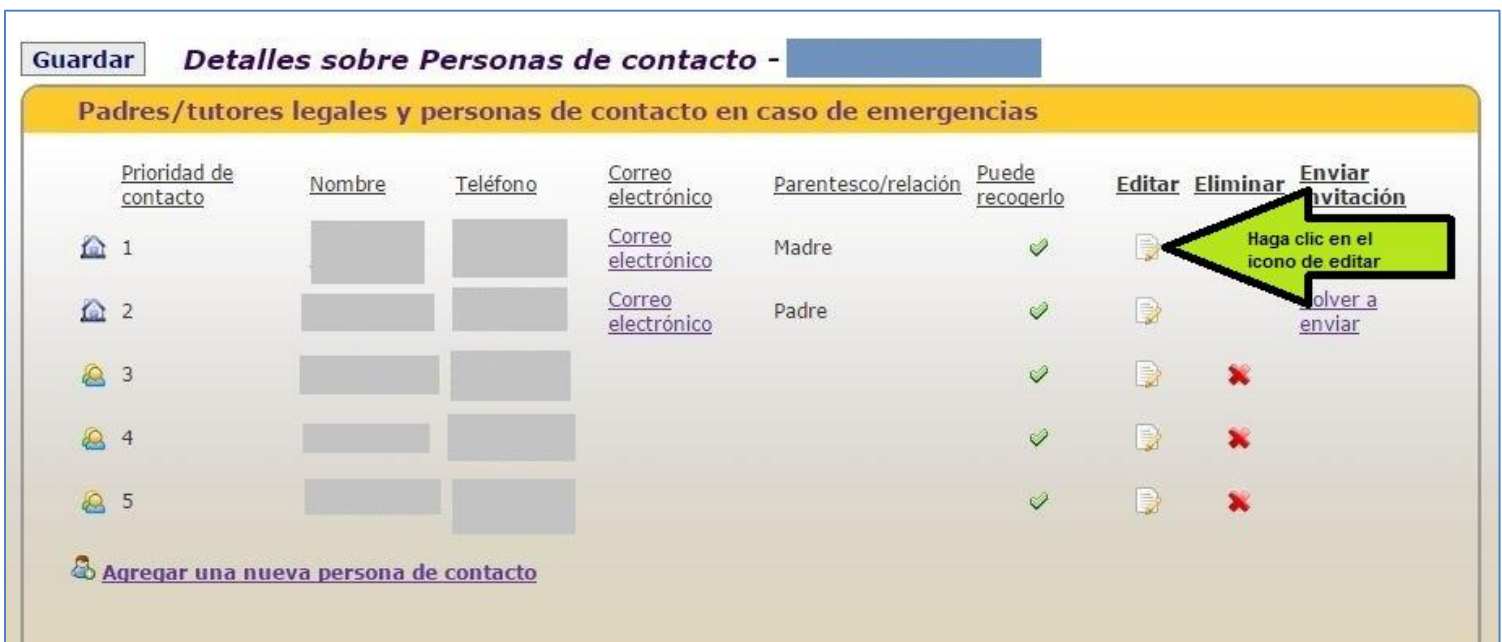 Guardar Detalles sobre Personas de contacto -
Padres/tutores legales y personas de contacto en caso de emergencias
Prioridad de contacto Nombre Teléfono Correo electrónico Parentesco/relación Puede recogerlo Editar Eliminar Enviar nvitación
1 Correo electrónico Madre
Haga clic en el
icono de editar
2 Correo electrónico Padre olver a enviar
3
4
5
Agregar una nueva persona de contacto